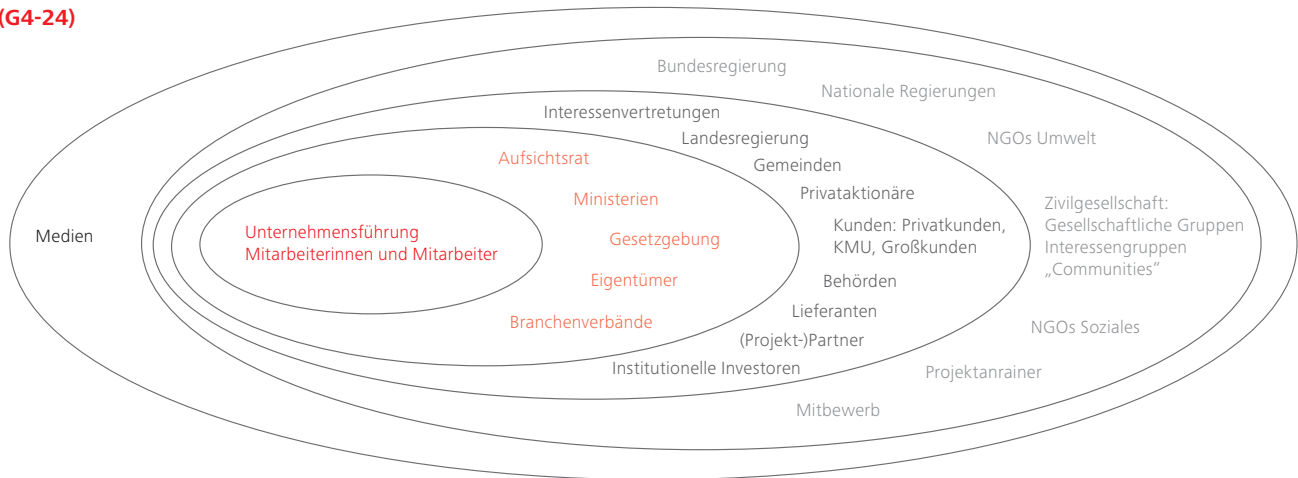 (G4-24)
Bundesregierung
Nationale Regierungen
Interessenvertretungen
Landesregierung
NGOs Umwelt
Aufsichtsrat
Gemeinden
Ministerien
Privataktionäre
Medien
Unternehmensführung
Mitarbeiterinnen und Mitarbeiter
Gesetzgebung
Kunden: Privatkunden,
KMU, Großkunden
Zivilgesellschaft:
Gesellschaftliche Gruppen
Interessengruppen
„Communities“
Eigentümer
Behörden
Branchenverbände
Lieferanten
NGOs Soziales
(Projekt-)Partner
Institutionelle Investoren
Projektanrainer
Mitbewerb